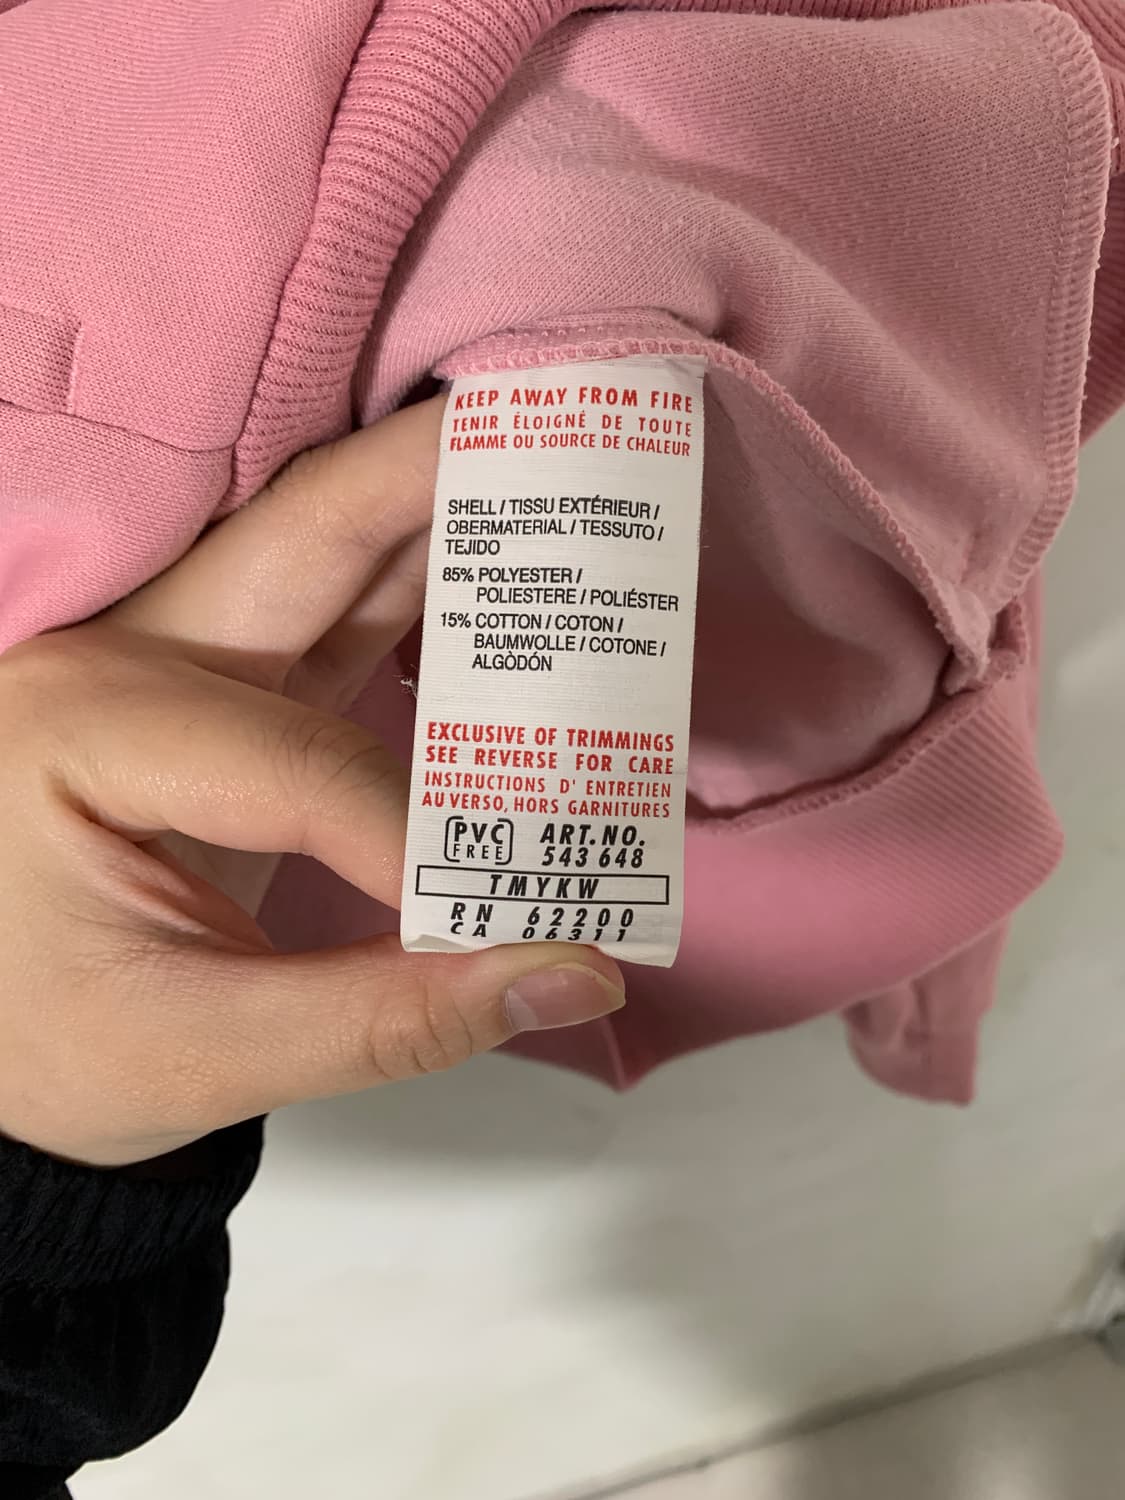 KEEP AWAY FROM FIRE
TENIR ÉLOIGNÉ DE TOUTE
FLAMME OU SOURCE DE CHALEUR
SHELL / TISSU EXTÉRIEUR /
OBERMATERIAL / TESSUTO /
TEJIDO
85% POLYESTER /
POLIESTERE / POLIÉSTER
15% COTTON / COTON /
BAUMWOLLE / COTONE /
ALGÒDÓN
EXCLUSIVE OF TRIMMINGS
SEE REVERSE FOR CARE
INSTRUCTIONS D' ENTRETIEN
AU VERSO, HORS GARNITURES
PVC ART. NO.
FREE 543 648
TMYKW
RN 62200
CA 06311